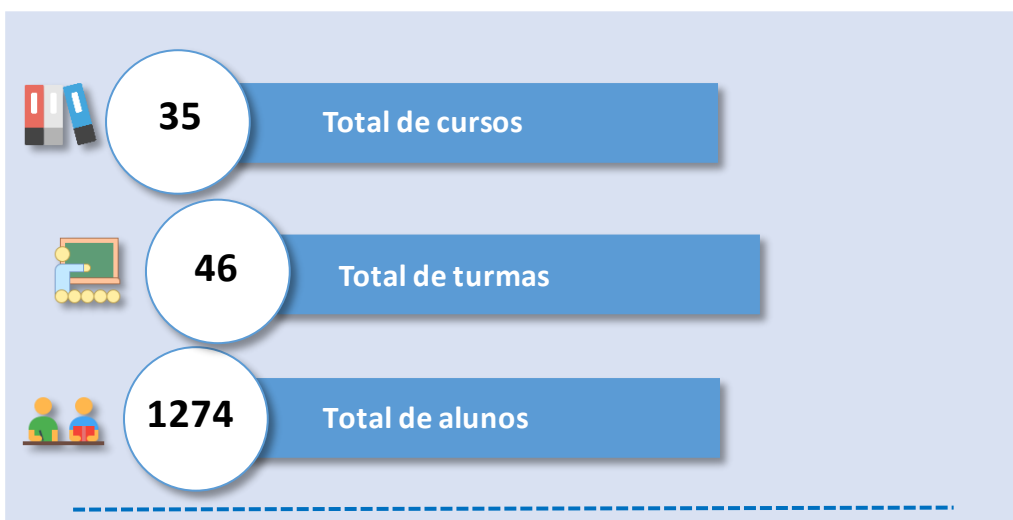 35
Total de cursos
46
Total de turmas
1274
Total de alunos